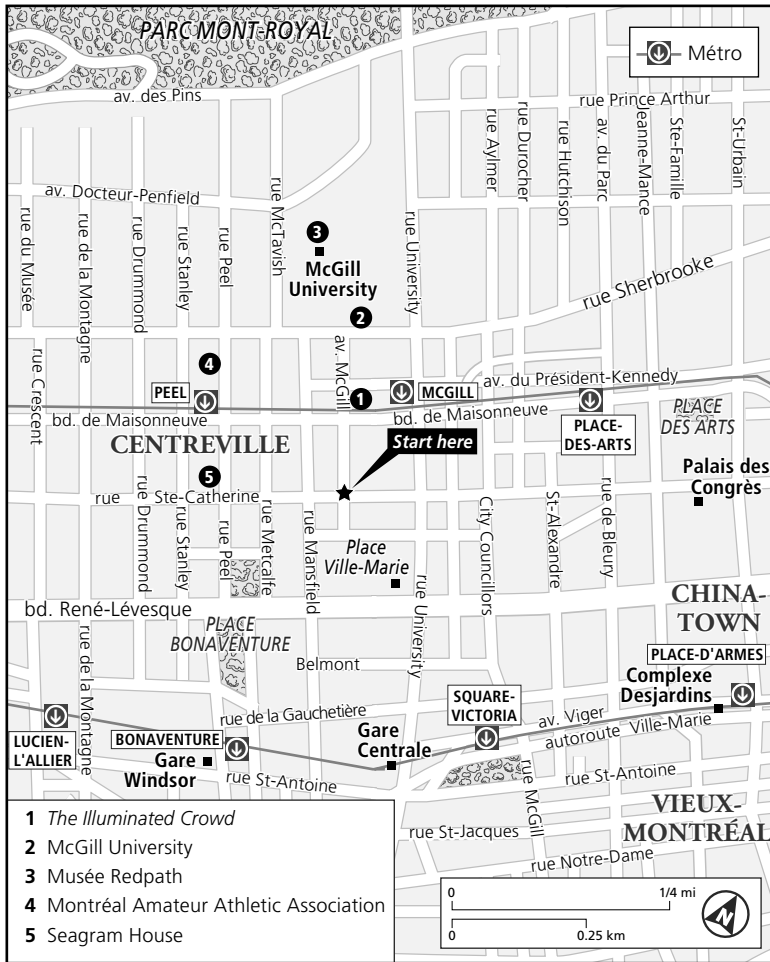 PARC MONT-ROYAL
Métro
av. des Pins
rue Prince Arthur
rue Aylmer
rue Durocher
rue Hutchison
av. du Parc
Jeanne-Mance
Ste-Famille
St-Urbain
av. Docteur-Penfield
rue du Musée
rue de la Montagne
rue Drummond
rue Stanley
rue Peel
rue McTavish
3
McGill
University
rue University
rue Sherbrooke
2
rue Crescent
4
PEEL
av. McGill
1
MCGILL
av. du Président-Kennedy
bd. de Maisonneuve
bd. de Maisonneuve
PLACE-
DES-ARTS
PLACE
DES ARTS
CENTREVILLE
Start here
5
Palais des
Congrès
rue Ste-Catherine
rue Drummond
rue Stanley
rue Peel
rue Metcalfe
rue Mansfield
Place
Ville-Marie
rue University
City Councillors
St-Alexandre
rue de Bleury
bd. René-Lévesque
CHINA-
TOWN
PLACE
BONAVENTURE
rue de la Montagne
Belmont
PLACE-D'ARMES
Complexe
Desjardins
SQUARE-
VICTORIA
rue de la Gauchetière
av. Viger
autoroute Ville-Marie
LUCIEN-
L'ALLIER
BONAVENTURE
Gare
Windsor
Gare
Centrale
rue St-Antoine
rue McGill
rue St-Antoine
VIEUX-
MONTRÉAL
rue St-Jacques
rue Notre-Dame
1 The Illuminated Crowd
2 McGill University
3 Musée Redpath
4 Montréal Amateur Athletic Association
5 Seagram House
0 1/4 mi
0 0.25 km
N